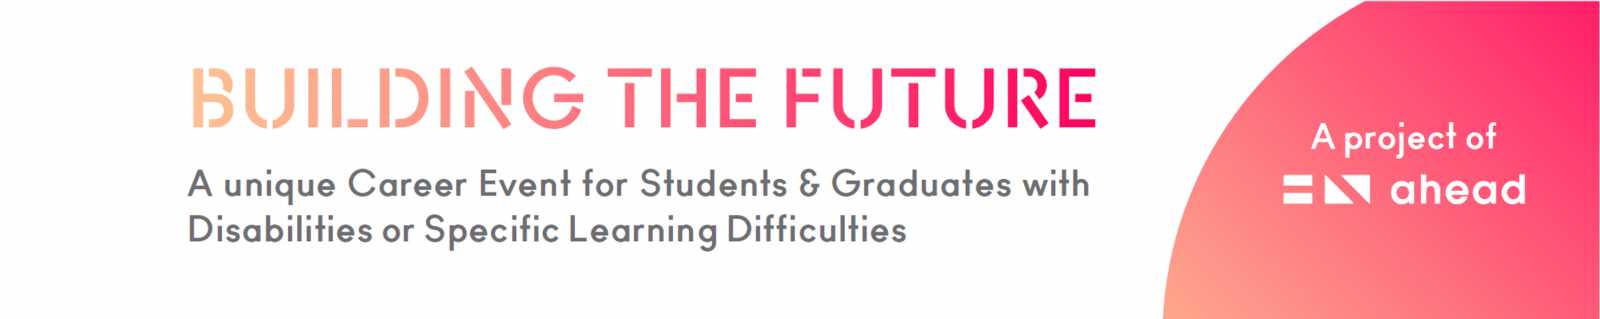 BUILDING THE FUTURE
A unique Career Event for Students & Graduates with
Disabilities or Specific Learning Difficulties
A project of
ahead